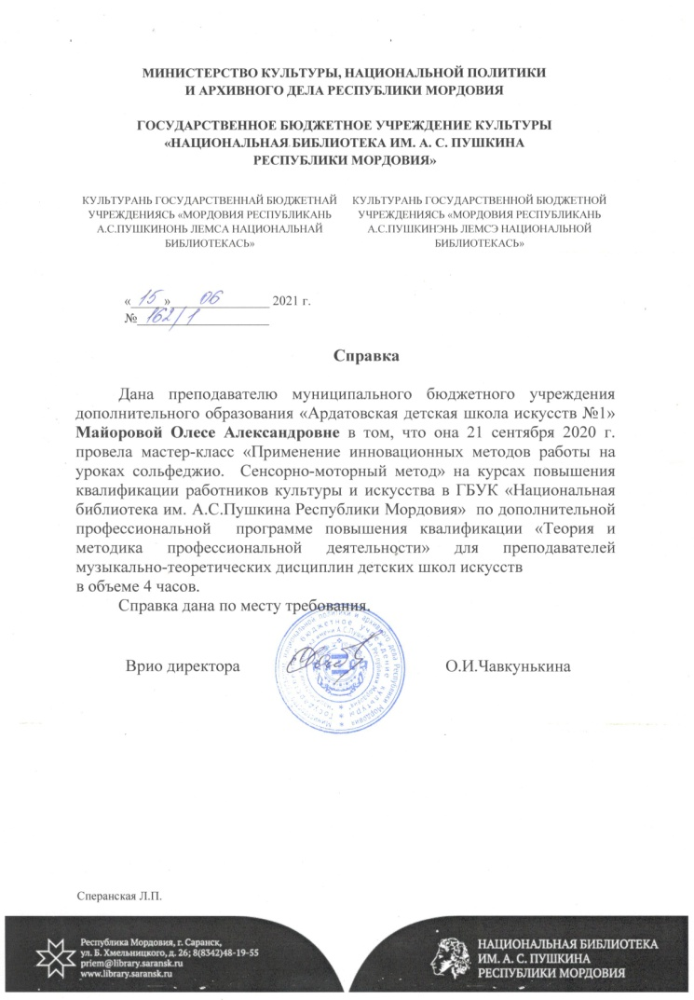 МИНИСТЕРСТВО КУЛЬТУРЫ, НАЦИОНАЛЬНОЙ ПОЛИТИКИ
И АРХИВНОГО ДЕЛА РЕСПУБЛИКИ МОРДОВИЯ
ГОСУДАРСТВЕННОЕ БЮДЖЕТНОЕ УЧРЕЖДЕНИЕ КУЛЬТУРЫ
«НАЦИОНАЛЬНАЯ БИБЛИОТЕКА ИМ. А. С. ПУШКИНА
РЕСПУБЛИКИ МОРДОВИЯ»
КУЛЬТУРАНЬ ГОСУДАРСТВЕННАЙ БЮДЖЕТНАЙ
УЧРЕЖДЕНИЯСЬ «МОРДОВИЯ РЕСПУБЛИКАНЬ
А.С.ПУШКИНОНЬ ЛЕМСА НАЦИОНАЛЬНАЙ
БИБЛИОТЕКАСЬ»
КУЛЬТУРАНЬ ГОСУДАРСТВЕННОЙ БЮДЖЕТНОЙ
УЧРЕЖДЕНИЯСЬ «МОРДОВИЯ РЕСПУБЛИКАНЬ
А.С.ПУШКИНЭНЬ ЛЕМСЭ НАЦИОНАЛЬНОЙ
БИБЛИОТЕКАСЬ»
«15» 06 2021 г.
№ 162/1
Справка
Дана преподавателю муниципального бюджетного учреждения
дополнительного образования «Ардатовская детская школа искусств №1»
Майоровой Олесе Александровне в том, что она 21 сентября 2020 г.
провела мастер-класс «Применение инновационных методов работы на
уроках сольфеджио. Сенсорно-моторный метод» на курсах повышения
квалификации работников культуры и искусства в ГБУК «Национальная
библиотека им. А.С.Пушкина Республики Мордовия» по дополнительной
профессиональной программе повышения квалификации «Теория и
методика профессиональной деятельности» для преподавателей
музыкально-теоретических дисциплин детских школ искусств
в объеме 4 часов.
Справка дана по месту требования.
Врио директора О.И.Чавкунькина
Сперанская Л.П.
Республика Мордовия, г. Саранск,
ул. Б. Хмельницкого, д. 26; 8(8342)48-19-55
priem@library.saransk.ru
www.library.saransk.ru
НАЦИОНАЛЬНАЯ БИБЛИОТЕКА
ИМ. А. С. ПУШКИНА
РЕСПУБЛИКИ МОРДОВИЯ